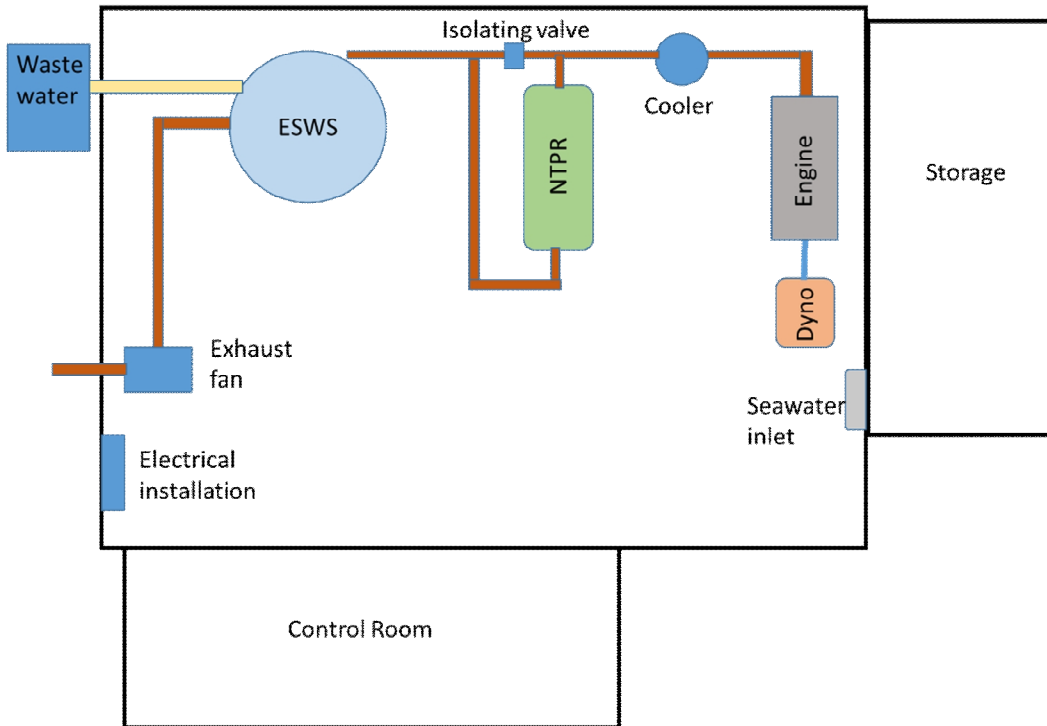 Isolating valve
Waste
water
ESWS
NTPR
Cooler
Engine
Storage
Dyno
Exhaust
fan
Seawater
inlet
Electrical
installation
Control Room